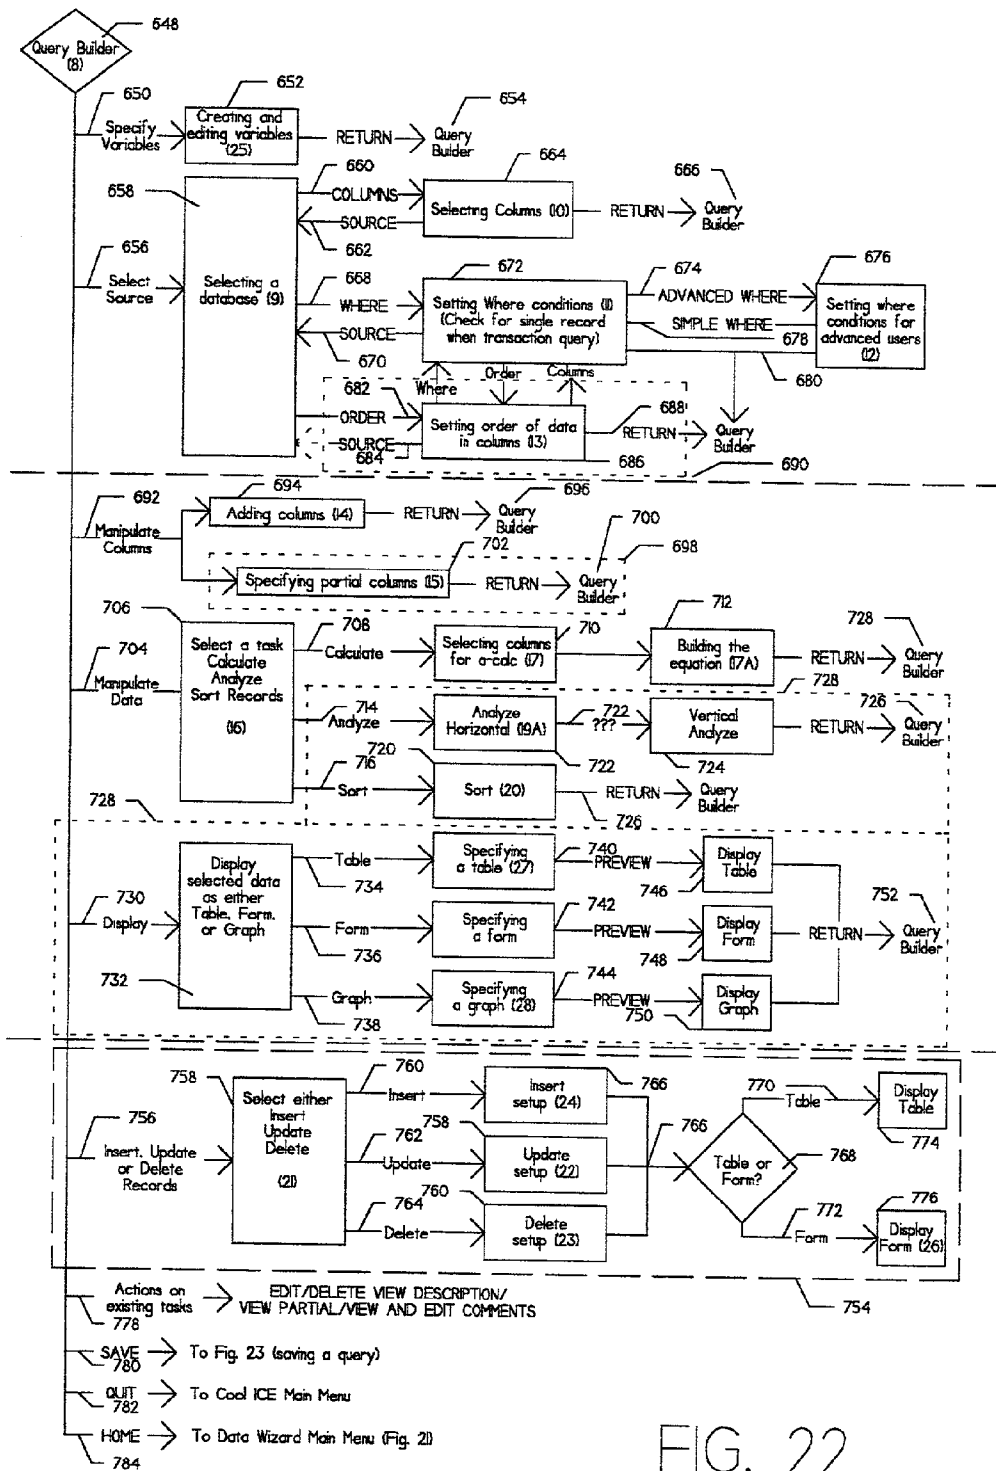 648
Query Builder
(8)
650
652
654
Specify
Variables
Creating and
editing variables
(25)
RETURN
Query
Builder
658
660
664
666
COLUMNS
Selecting Columns (10)
RETURN
Query
Builder
SOURCE
662
656
Select
Source
Selecting a
database (9)
668
672
674
676
WHERE
Setting Where conditions (11)
(Check for single record
when transaction query)
ADVANCED WHERE
Setting where
conditions for
advanced users
(12)
SOURCE
SIMPLE WHERE
678
670
680
Where
Order
Columns
682
ORDER
Setting order of data
in columns (13)
688
RETURN
Query
Builder
SOURCE
684
686
690
692
694
696
Manipulate
Columns
Adding columns (14)
RETURN
Query
Builder
700
702
698
Specifying partial columns (15)
RETURN
Query
Builder
706
708
710
712
728
704
Manipulate
Data
Select a task
Calculate
Analyze
Sort Records
(16)
Calculate
Selecting columns
for a-calc (17)
Building the
equation (17A)
RETURN
Query
Builder
728
714
Analyze
Analyze
Horizontal (19A)
722
???
Vertical
Analyze
726
RETURN
Query
Builder
716
720
722
724
Sort
Sort (20)
RETURN
Query
Builder
726
728
730
Display
Display
selected data
as either
Table, Form,
or Graph
Table
734
Specifying
a table (27)
740
PREVIEW
746
Display
Table
752
Form
736
Specifying
a form
742
PREVIEW
748
Display
Form
RETURN
Query
Builder
732
Graph
738
Specifying
a graph (28)
744
PREVIEW
750
Display
Graph
758
760
766
770
756
Insert, Update
or Delete
Records
Select either
Insert
Update
Delete
(21)
Insert
Insert
setup (24)
Table
Display
Table
774
762
758
766
Update
Update
setup (22)
Table or
Form?
768
764
760
772
776
Delete
Delete
setup (23)
Form
Display
Form (26)
754
Actions on
existing tasks
EDIT/DELETE VIEW DESCRIPTION/
VIEW PARTIAL/VIEW AND EDIT COMMENTS
778
SAVE
To Fig. 23 (saving a query)
780
QUIT
To Cool ICE Main Menu
782
HOME
To Data Wizard Main Menu (Fig. 21)
784
FIG. 22